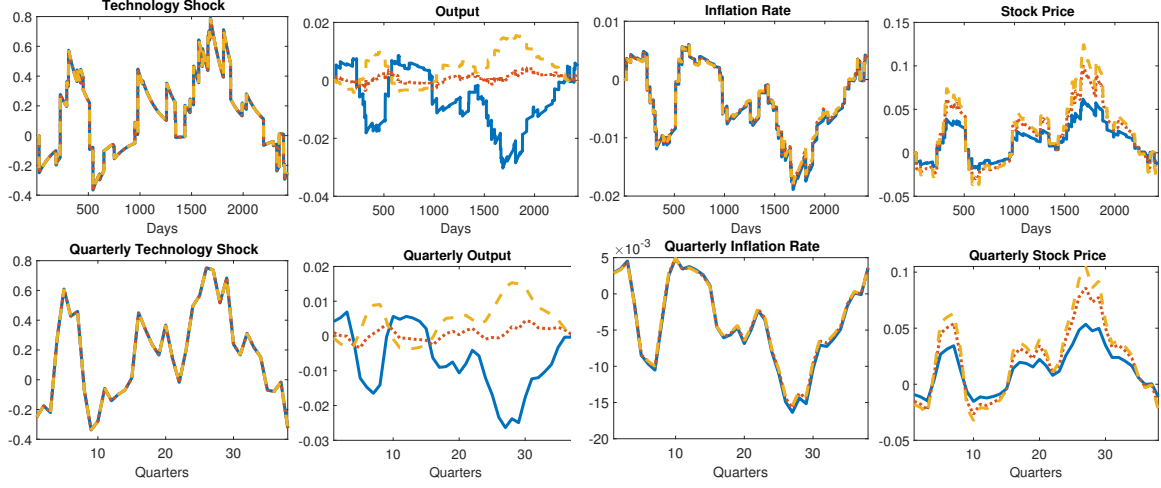 Technology Shock
0.8
0.6
0.4
0.2
0
-0.2
-0.4
500 1000 1500 2000
Days
Output
0.02
0
-0.02
-0.04
500 1000 1500 2000
Days
Inflation Rate
0.01
0
-0.01
-0.02
500 1000 1500 2000
Days
Stock Price
0.15
0.1
0.05
0
-0.05
500 1000 1500 2000
Days
Quarterly Technology Shock
0.8
0.6
0.4
0.2
0
-0.2
-0.4
10 20 30
Quarters
Quarterly Output
0.02
0.01
0
-0.01
-0.02
-0.03
10 20 30
Quarters
Quarterly Inflation Rate
×10⁻³
5
0
-5
-10
-15
-20
10 20 30
Quarters
Quarterly Stock Price
0.1
0.05
0
-0.05
10 20 30
Quarters